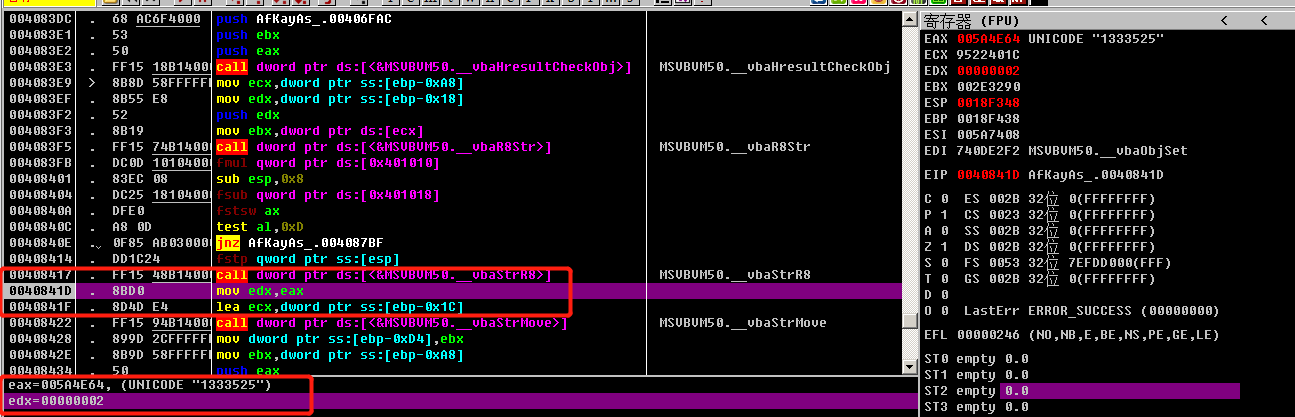 004083DC . 68 AC6F4000 push AfKayAs_.00406FAC
004083E1 . 53 push ebx
004083E2 . 50 push eax
004083E3 . FF15 18B14000 call dword ptr ds:[<&MSVBVM50.__vbaHresultCheckObj>] MSVBVM50.__vbaHresultCheckObj
004083E9 > 8B8D 58FFFFFF mov ecx,dword ptr ss:[ebp-0xA8]
004083EF . 8B55 E8 mov edx,dword ptr ss:[ebp-0x18]
004083F2 . 52 push edx
004083F3 . 8B19 mov ebx,dword ptr ds:[ecx]
004083F5 . FF15 74B14000 call dword ptr ds:[<&MSVBVM50.__vbaR8Str>] MSVBVM50.__vbaR8Str
004083FB . DC0D 10104000 fmul qword ptr ds:[0x401010]
00408401 . 83EC 08 sub esp,0x8
00408404 . DC25 18104000 fsub qword ptr ds:[0x401018]
0040840A . DFE0 fstsw ax
0040840C . A8 0D test al,0xD
0040840E .⌄ 0F85 AB030000 jnz AfKayAs_.004087BF
00408414 . DD1C24 fstp qword ptr ss:[esp]
00408417 . FF15 48B14000 call dword ptr ds:[<&MSVBVM50.__vbaStrR8>] MSVBVM50.__vbaStrR8
0040841D . 8BD0 mov edx,eax
0040841F . 8D4D E4 lea ecx,dword ptr ss:[ebp-0x1C]
00408422 . FF15 94B14000 call dword ptr ds:[<&MSVBVM50.__vbaStrMove>] MSVBVM50.__vbaStrMove
00408428 . 899D 2CFFFFFF mov dword ptr ss:[ebp-0xD4],ebx
0040842E . 8B9D 58FFFFFF mov ebx,dword ptr ss:[ebp-0xA8]
00408434 . 50 push eax
eax=005A4E64, (UNICODE "1333525")
edx=00000002
寄存器 (FPU) < <
EAX 005A4E64 UNICODE "1333525"
ECX 9522401C
EDX 00000002
EBX 002E3290
ESP 0018F348
EBP 0018F438
ESI 005A7408
EDI 740DE2F2 MSVBVM50.__vbaObjSet
EIP 0040841D AfKayAs_.0040841D
C 0 ES 002B 32位 0(FFFFFFFF)
P 1 CS 0023 32位 0(FFFFFFFF)
A 0 SS 002B 32位 0(FFFFFFFF)
Z 1 DS 002B 32位 0(FFFFFFFF)
S 0 FS 0053 32位 7EFDD000(FFF)
T 0 GS 002B 32位 0(FFFFFFFF)
D 0
O 0 LastErr ERROR_SUCCESS (00000000)
EFL 00000246 (NO,NB,E,BE,NS,PE,GE,LE)
ST0 empty 0.0
ST1 empty 0.0
ST2 empty 0.0
ST3 empty 0.0